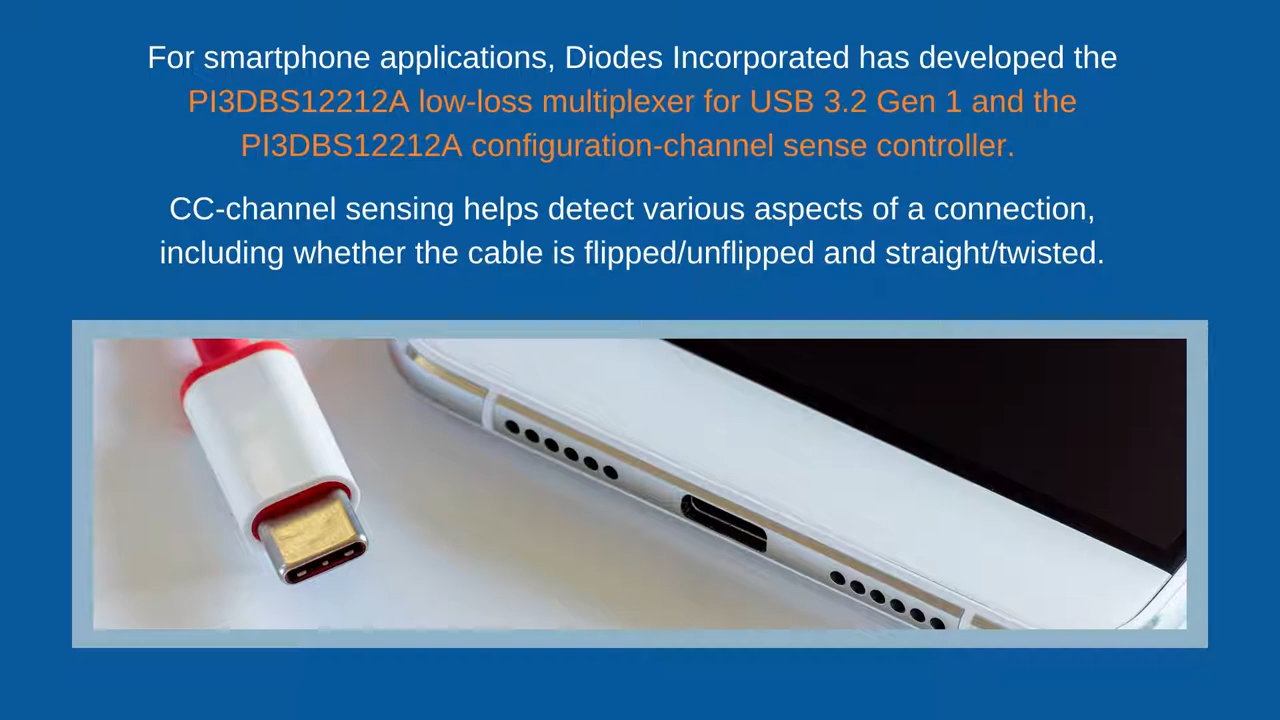 For smartphone applications, Diodes Incorporated has developed the
PI3DBS12212A low-loss multiplexer for USB 3.2 Gen 1 and the
PI3DBS12212A configuration-channel sense controller.
CC-channel sensing helps detect various aspects of a connection,
including whether the cable is flipped/unflipped and straight/twisted.